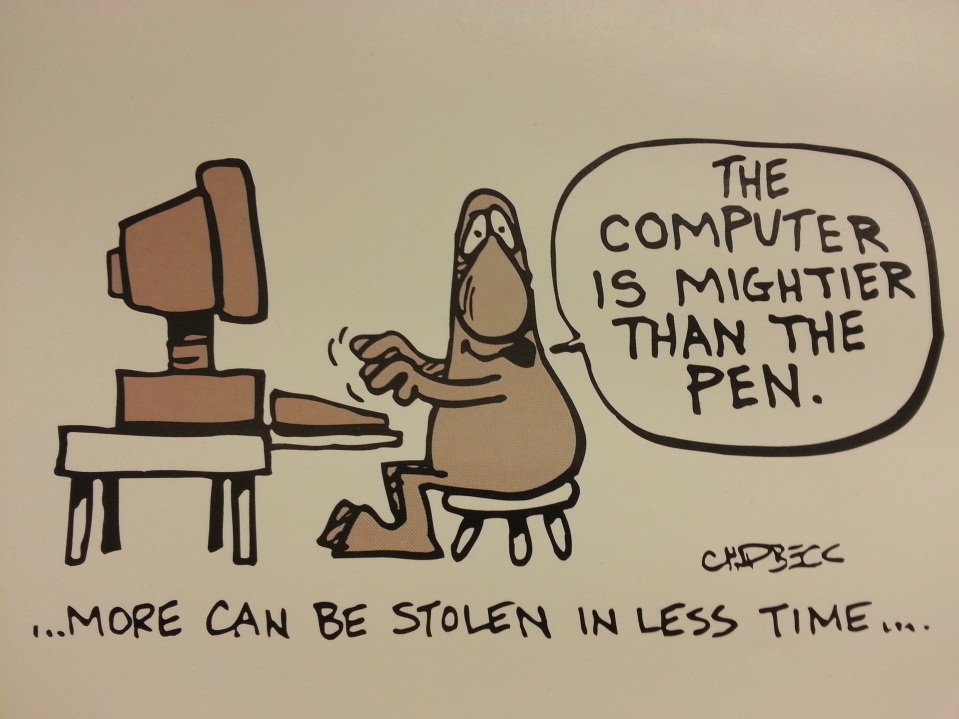 THE
COMPUTER
IS MIGHTIER
THAN THE
PEN.
...MORE CAN BE STOLEN IN LESS TIME....